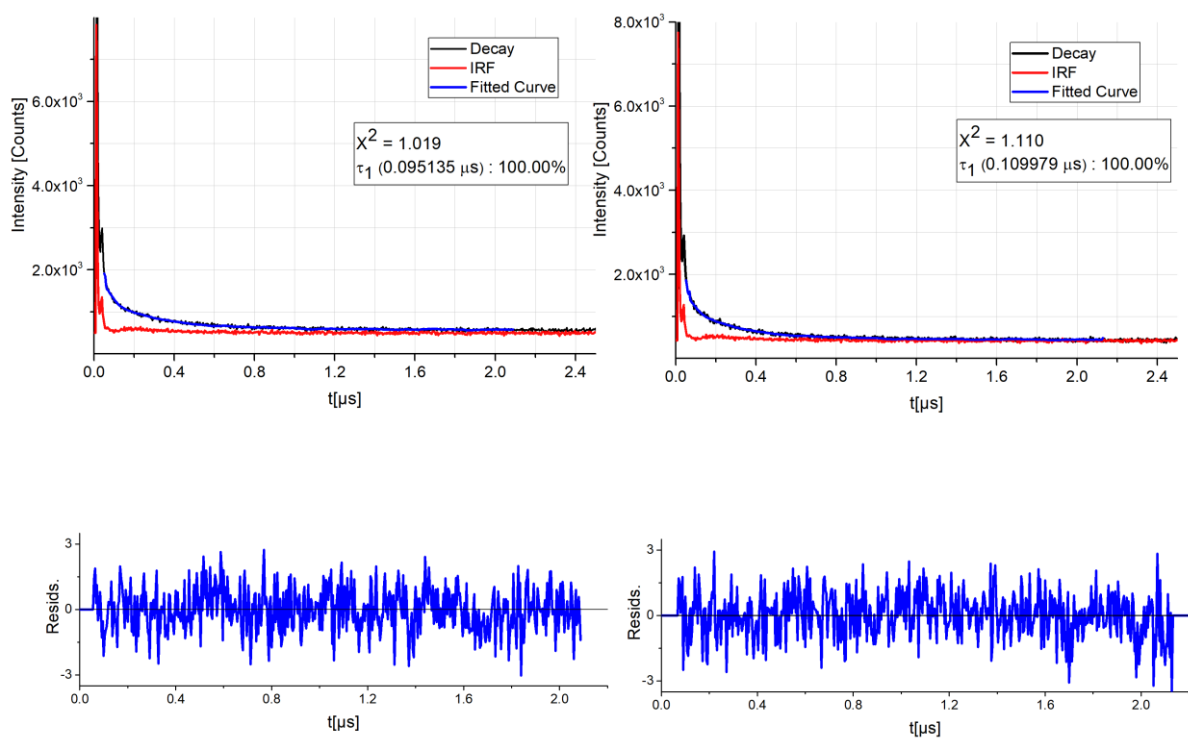 Decay
IRF
Fitted Curve
X² = 1.019
τ₁ (0.095135 μs) : 100.00%
Intensity [Counts]
6.0x10³
4.0x10³
2.0x10³
0.0 0.4 0.8 1.2 1.6 2.0 2.4
t[μs]
8.0x10³
Decay
IRF
Fitted Curve
X² = 1.110
τ₁ (0.109979 μs) : 100.00%
Intensity [Counts]
6.0x10³
4.0x10³
2.0x10³
0.0 0.4 0.8 1.2 1.6 2.0 2.4
t[μs]
3
0
-3
Resids.
0.0 0.4 0.8 1.2 1.6 2.0
t[μs]
3
0
-3
Resids.
0.0 0.4 0.8 1.2 1.6 2.0
t[μs]